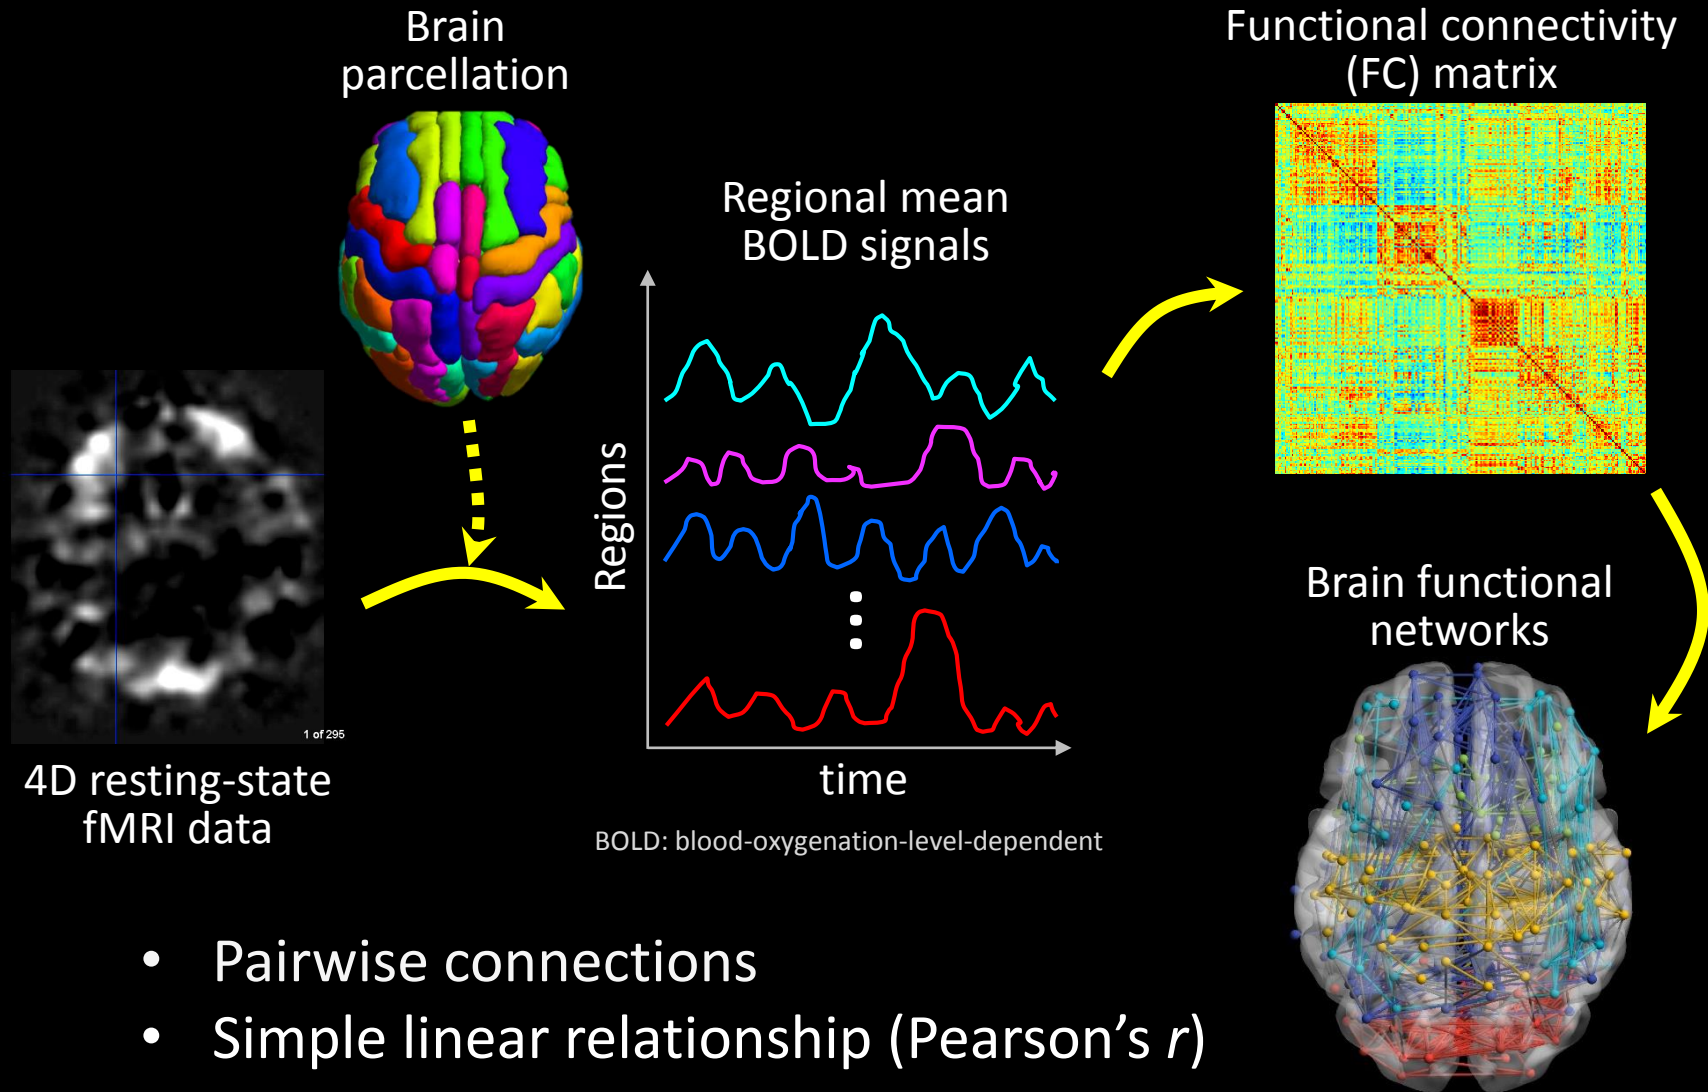 Brain
parcellation
Functional connectivity
(FC) matrix
Regional mean
BOLD signals
Regions
time
1 of 295
4D resting-state
fMRI data
BOLD: blood-oxygenation-level-dependent
Brain functional
networks
• Pairwise connections
• Simple linear relationship (Pearson’s r)